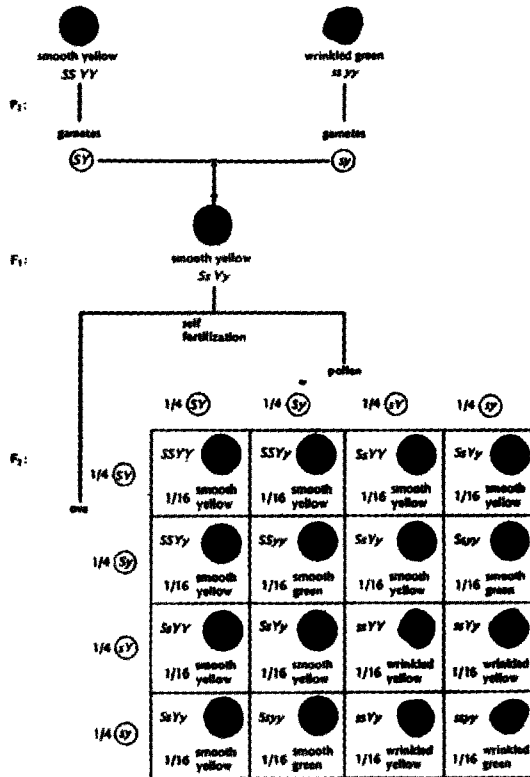 smooth yellow
SS YY
wrinkled green
ss yy
gametes
gametes
SY
sy
F₁:
smooth yellow
Ss Yy
self
fertilization
pollen
1/4 SY
1/4 Sy
1/4 sY
1/4 sy
F₂:
ova
1/4 SY
SSYY
1/16 smooth yellow
SSYy
1/16 smooth yellow
SsYY
1/16 smooth yellow
SsYy
1/16 smooth yellow
1/4 Sy
SSYy
1/16 smooth yellow
SSyy
1/16 smooth green
SsYy
1/16 smooth yellow
Ssyy
1/16 smooth green
1/4 sY
SsYY
1/16 smooth yellow
SsYy
1/16 smooth yellow
ssYY
1/16 wrinkled yellow
ssYy
1/16 wrinkled yellow
1/4 sy
SsYy
1/16 smooth yellow
Ssyy
1/16 smooth green
ssYy
1/16 wrinkled yellow
ssyy
1/16 wrinkled green